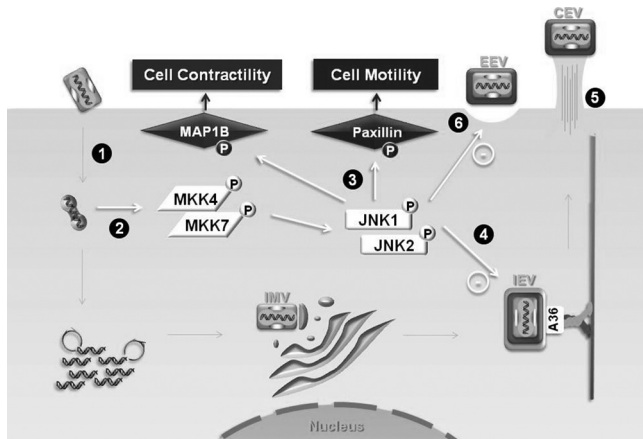 CEV
EEV
Cell Contractility
Cell Motility
5
MAP1B
P
Paxillin
P
6
1
3
MKK4
P
MKK7
P
2
JNK1
P
JNK2
P
4
IMV
IEV
A36
Nucleus